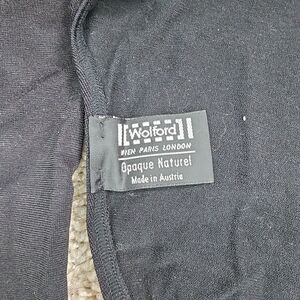 Wolford
WIEN PARIS LONDON
Opaque Naturel
Made in Austria